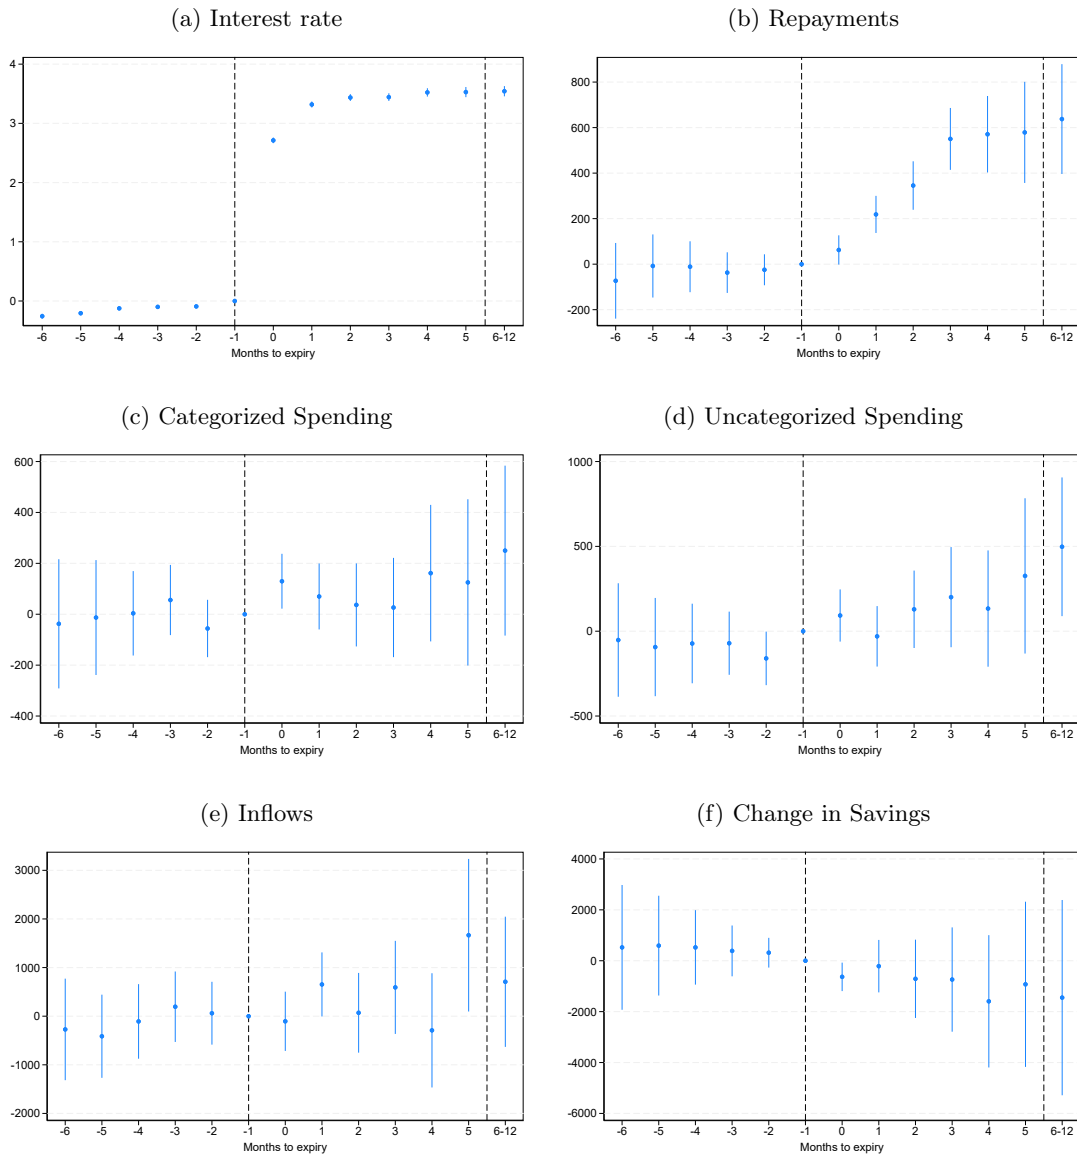 (a) Interest rate
4
3
2
1
0
-6 -5 -4 -3 -2 -1 0 1 2 3 4 5 6-12
Months to expiry
(b) Repayments
800
600
400
200
0
-200
-6 -5 -4 -3 -2 -1 0 1 2 3 4 5 6-12
Months to expiry
(c) Categorized Spending
600
400
200
0
-200
-400
-6 -5 -4 -3 -2 -1 0 1 2 3 4 5 6-12
Months to expiry
(d) Uncategorized Spending
1000
500
0
-500
-6 -5 -4 -3 -2 -1 0 1 2 3 4 5 6-12
Months to expiry
(e) Inflows
3000
2000
1000
0
-1000
-2000
-6 -5 -4 -3 -2 -1 0 1 2 3 4 5 6-12
Months to expiry
(f) Change in Savings
4000
2000
0
-2000
-4000
-6000
-6 -5 -4 -3 -2 -1 0 1 2 3 4 5 6-12
Months to expiry